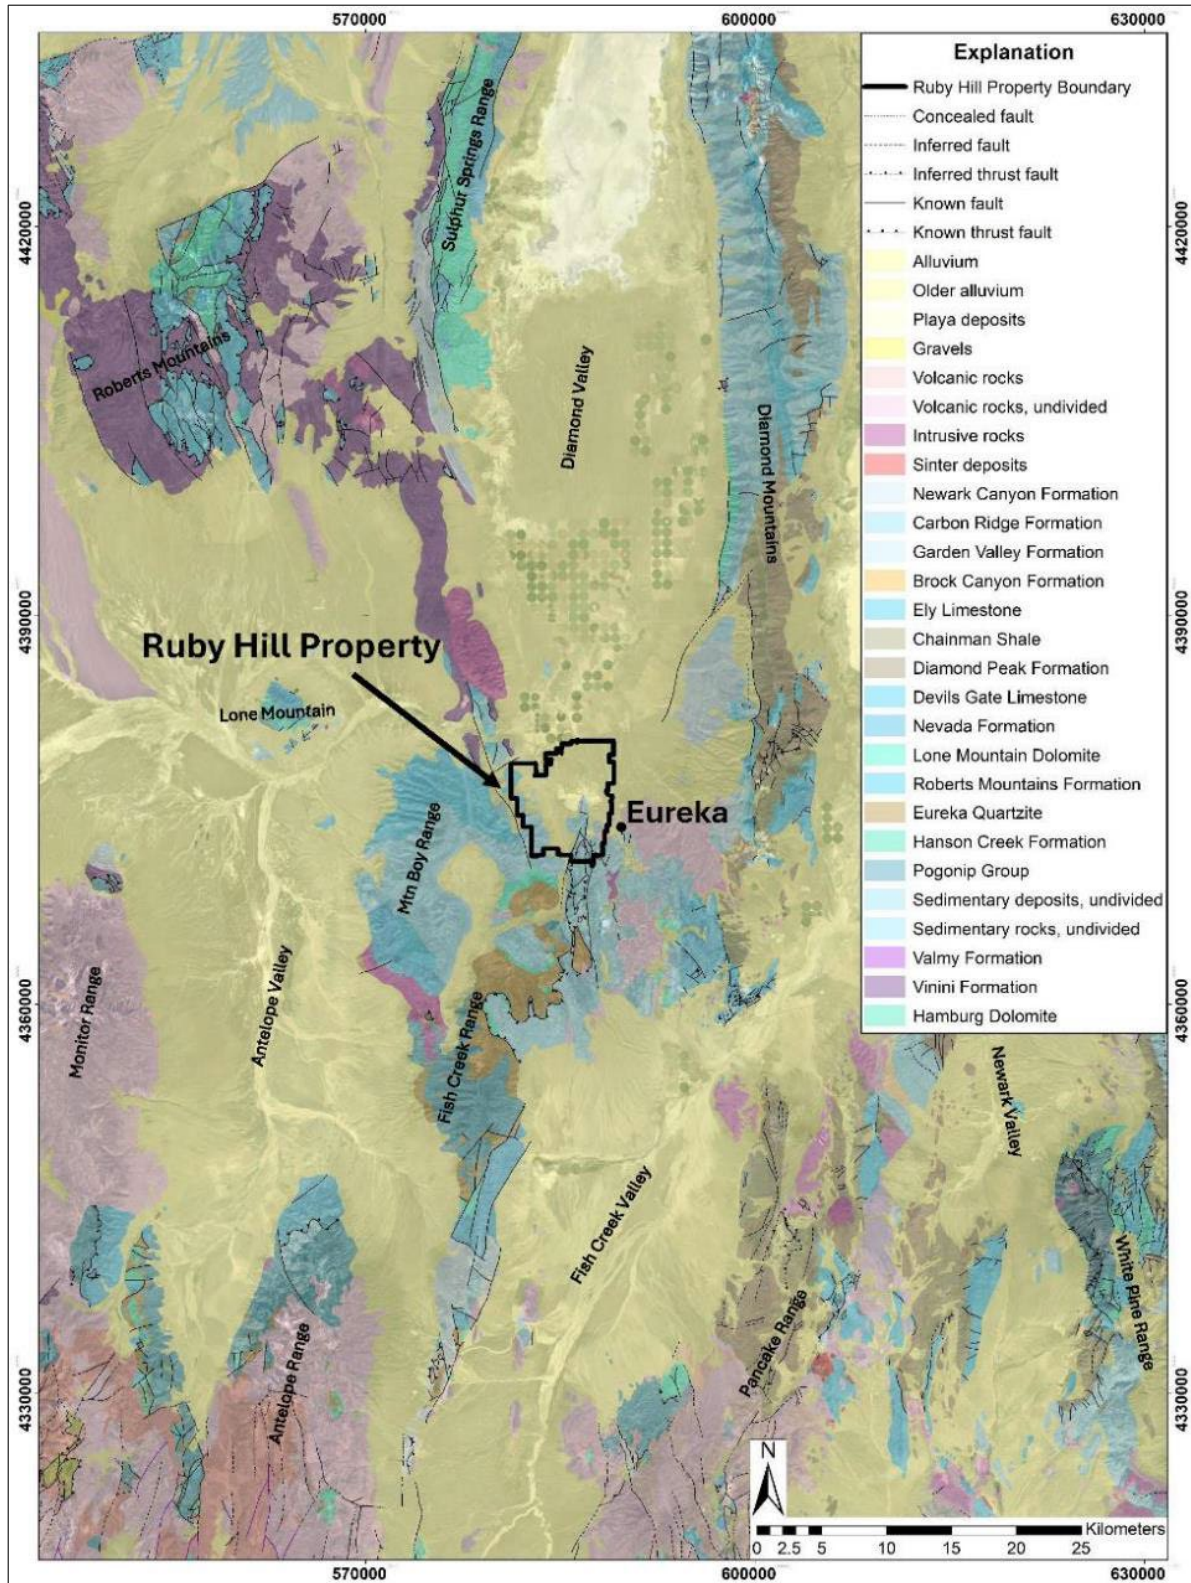 570000
600000
630000
Explanation
Ruby Hill Property Boundary
Concealed fault
Inferred fault
Inferred thrust fault
Known fault
Known thrust fault
Alluvium
Older alluvium
Playa deposits
Gravels
Volcanic rocks
Volcanic rocks, undivided
Intrusive rocks
Sinter deposits
Newark Canyon Formation
Carbon Ridge Formation
Garden Valley Formation
Brock Canyon Formation
Ely Limestone
Chainman Shale
Diamond Peak Formation
Devils Gate Limestone
Nevada Formation
Lone Mountain Dolomite
Roberts Mountains Formation
Eureka Quartzite
Hanson Creek Formation
Pogonip Group
Sedimentary deposits, undivided
Sedimentary rocks, undivided
Valmy Formation
Vinini Formation
Hamburg Dolomite
Sulphur Springs Range
4420000
4420000
Roberts Mountains
Diamond Valley
Diamond Mountains
4390000
4390000
Ruby Hill Property
Lone Mountain
Eureka
Mtn Boy Range
Monitor Range
Antelope Valley
4360000
4360000
Fish Creek Range
Newark Valley
Fish Creek Valley
White Pine Range
Pancake Range
Antelope Range
4330000
4330000
N
Kilometers
0 2.5 5 10 15 20 25
570000
600000
630000